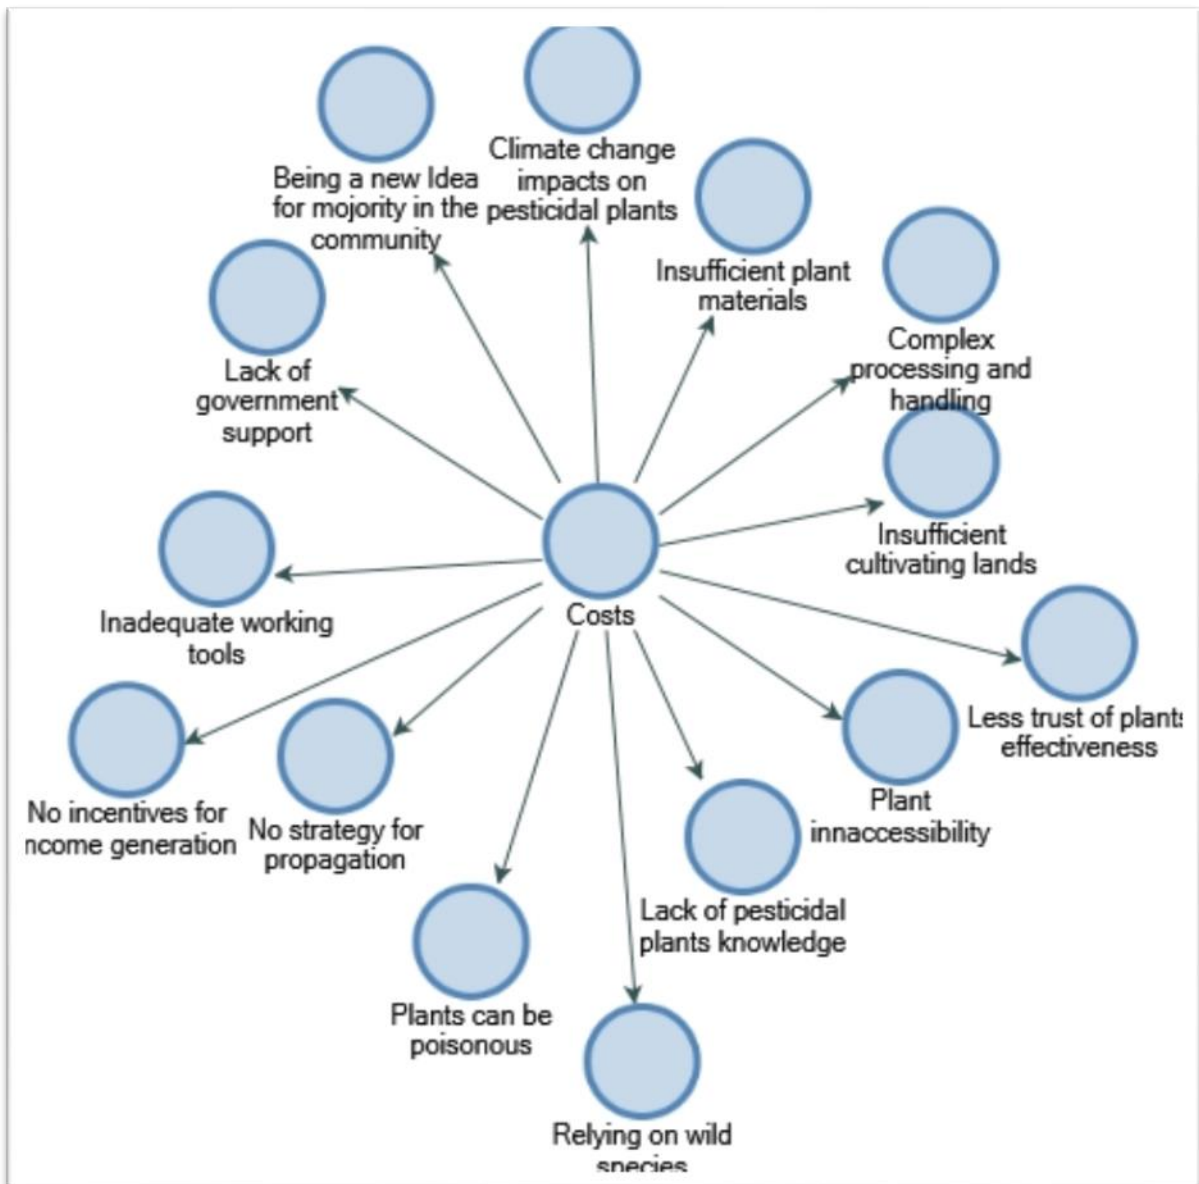 Climate change
impacts on
pesticidal plants
Being a new Idea
for mojority in the
community
Insufficient plant
materials
Complex
processing and
handling
Lack of
government
support
Insufficient
cultivating lands
Costs
Inadequate working
tools
Less trust of plants
effectiveness
Plant
innaccessibility
No incentives for
ncome generation
No strategy for
propagation
Lack of pesticidal
plants knowledge
Plants can be
poisonous
Relying on wild
species